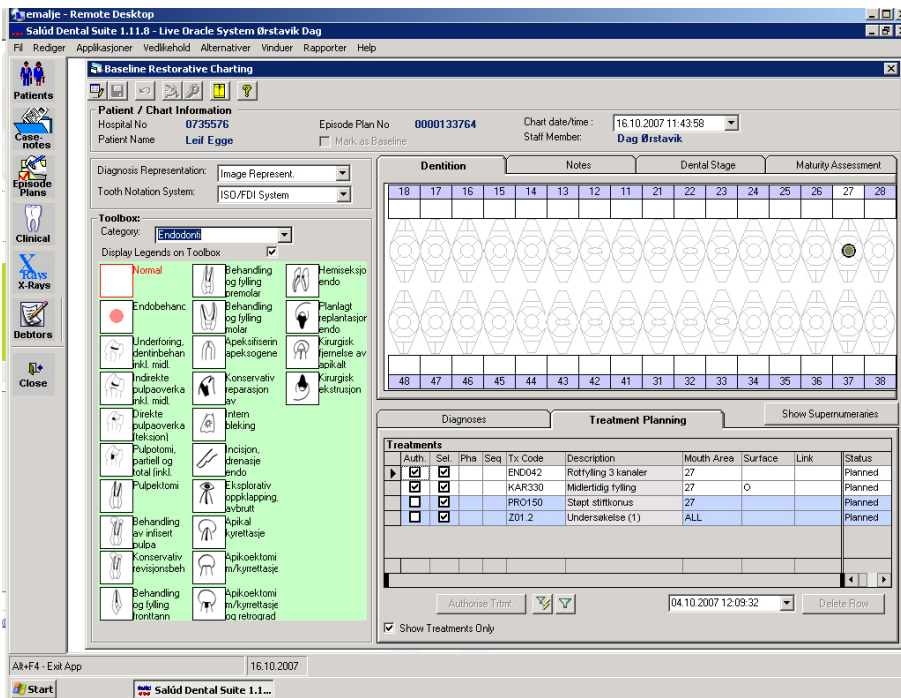 emalje - Remote Desktop
Salúd Dental Suite 1.11.8 - Live Oracle System Ørstavik Dag
Fil Rediger Applikasjoner Vedlikehold Alternativer Vinduer Rapporter Help
Patients
Case-notes
Episode Plans
Clinical
X-Rays
X-Rays
Debtors
Close
Baseline Restorative Charting
Patient / Chart Information
Hospital No 0735576 Episode Plan No 0000133764 Chart date/time : 16.10.2007 11:43:58
Patient Name Leif Egge Mark as Baseline Staff Member: Dag Ørstavik
Diagnosis Representation: Image Represent.
Tooth Notation System: ISO/FDI System
Toolbox:
Category: Endodonti
Display Legends on Toolbox
Normal
Endobehanc
Underforing, dentinbehan inkl. midl.
Indirekte pulpaoverka inkl. midl.
Direkte pulpaoverka (teksjon)
Pulpotomi, partiell og total (inkl.
Pulpektomi
Behandling av infisert pulpa
Konservativ revisjonsbeh
Behandling og fylling fronttann
Behandling og fylling premolar
Behandling og fylling molar
Apeksifiserin apeksogene
Konservativ reparasjon av
Intern bleking
Incisjon, drenasje endo
Eksplorativ oppklapping, avbrutt
Apikal kyrettasje
Apikoektomi m/kyrrettasje
Apikoektomi m/kyrrettasje og retrograd
Hemiseksjo endo
Planlagt replantasjor endo
Kirurgisk fjernelse av apikalt
Kirurgisk ekstrusjon
Dentition Notes Dental Stage Maturity Assessment
18 17 16 15 14 13 12 11 21 22 23 24 25 26 27 28
48 47 46 45 44 43 42 41 31 32 33 34 35 36 37 38
Diagnoses Treatment Planning Show Supernumeraries
Treatments
Auth. Sel. Pha Seq Tx Code Description Mouth Area Surface Link Status
END042 Rotfylling 3 kanaler 27 Planned
KAR330 Midlertidig fylling 27 O Planned
PRO150 Støpt stiftkonus 27 Planned
Z01.2 Undersøkelse (1) ALL Planned
Authorise Trtmt. 04.10.2007 12:09:32 Delete Row
Show Treatments Only
Alt+F4 - Exit App 16.10.2007
Start Salúd Dental Suite 1.1...